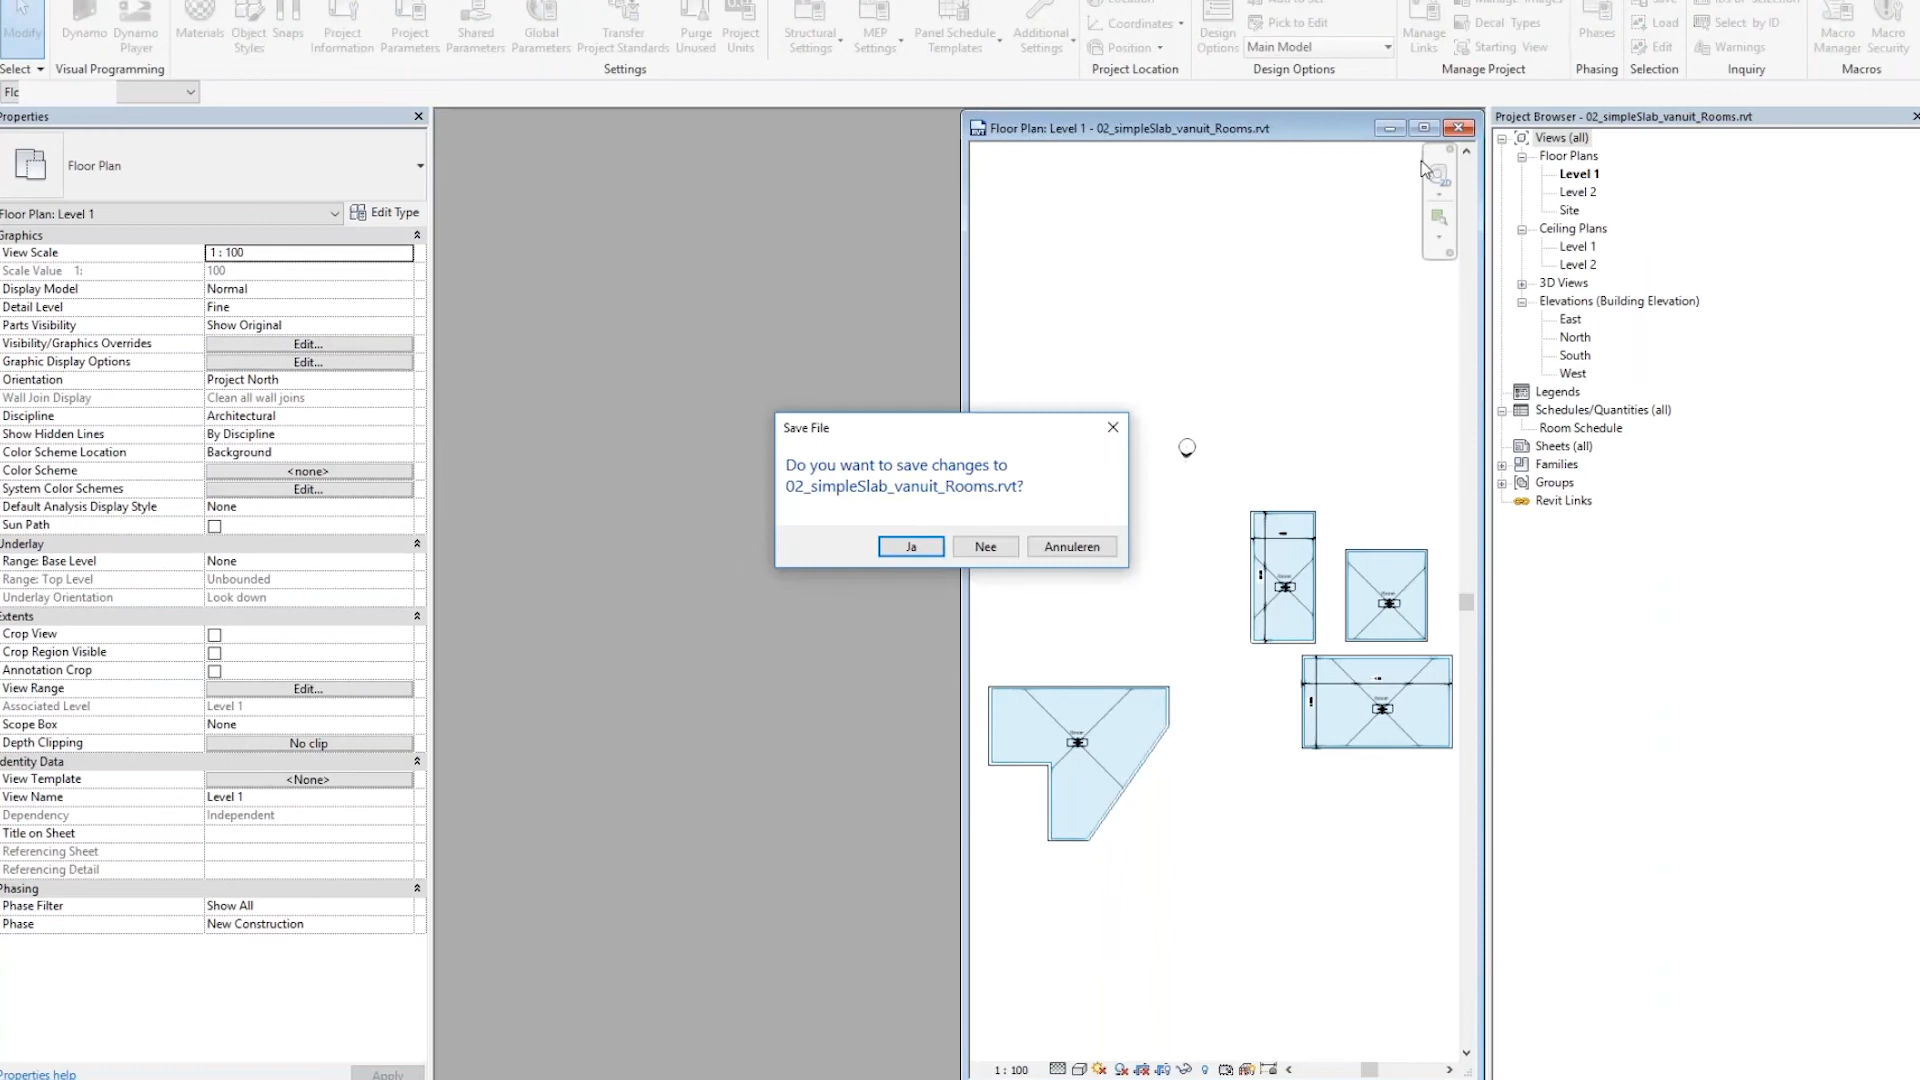 Modify
Dynamo
Dynamo Player
Materials
Object Styles
Snaps
Project Information
Project Parameters
Shared Parameters
Global Parameters
Transfer Project Standards
Purge Unused
Project Units
Structural Settings
MEP Settings
Panel Schedule Templates
Additional Settings
Coordinates
Position
Design Options
Pick to Edit
Main Model
Manage Links
Decal Types
Starting View
Phases
Load
Edit
Select by ID
Warnings
Macro Manager
Macro Security
Select
Visual Programming
Settings
Project Location
Design Options
Manage Project
Phasing
Selection
Inquiry
Macros
Properties
Floor Plan
Floor Plan: Level 1
Edit Type
Graphics
View Scale 1 : 100
Scale Value 1: 100
Display Model Normal
Detail Level Fine
Parts Visibility Show Original
Visibility/Graphics Overrides Edit...
Graphic Display Options Edit...
Orientation Project North
Wall Join Display Clean all wall joins
Discipline Architectural
Show Hidden Lines By Discipline
Color Scheme Location Background
Color Scheme <none>
System Color Schemes Edit...
Default Analysis Display Style None
Sun Path
Underlay
Range: Base Level None
Range: Top Level Unbounded
Underlay Orientation Look down
Extents
Crop View
Crop Region Visible
Annotation Crop
View Range Edit...
Associated Level Level 1
Scope Box None
Depth Clipping No clip
Identity Data
View Template <None>
View Name Level 1
Dependency Independent
Title on Sheet
Referencing Sheet
Referencing Detail
Phasing
Phase Filter Show All
Phase New Construction
Properties help
Apply
Floor Plan: Level 1 - 02_simpleSlab_vanuit_Rooms.rvt
2D
Save File
Do you want to save changes to
02_simpleSlab_vanuit_Rooms.rvt?
Ja
Nee
Annuleren
1 : 100
Project Browser - 02_simpleSlab_vanuit_Rooms.rvt
Views (all)
Floor Plans
Level 1
Level 2
Site
Ceiling Plans
Level 1
Level 2
3D Views
Elevations (Building Elevation)
East
North
South
West
Legends
Schedules/Quantities (all)
Room Schedule
Sheets (all)
Families
Groups
Revit Links